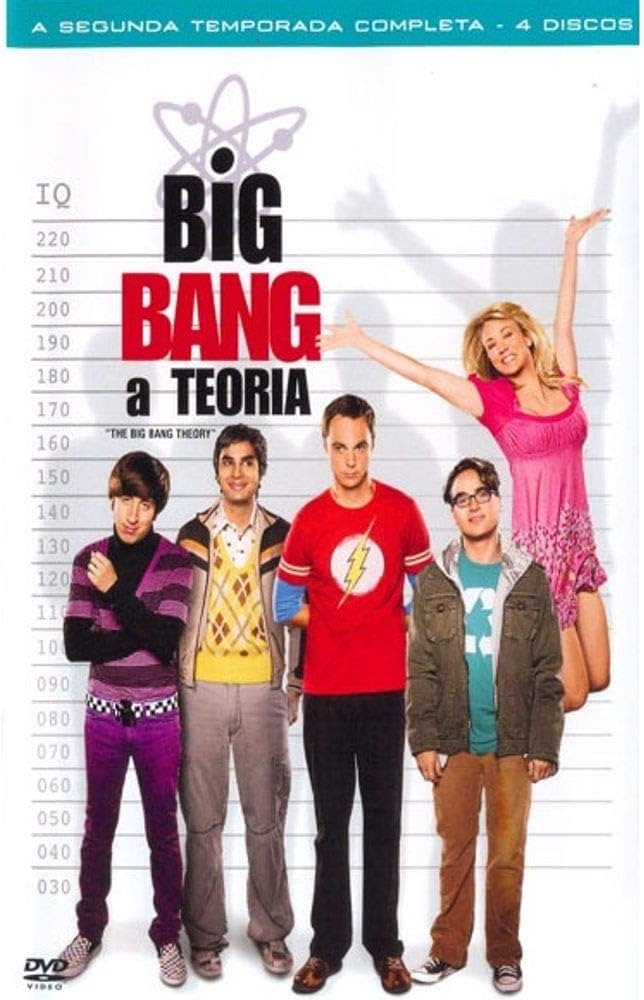 A SEGUNDA TEMPORADA COMPLETA - 4 DISCOS
BiG
BANG
a TEORIA
"THE BIG BANG THEORY"
IQ
220
210
200
190
180
170
160
150
140
130
120
110
100
090
080
070
060
050
040
030
DVD
VIDEO